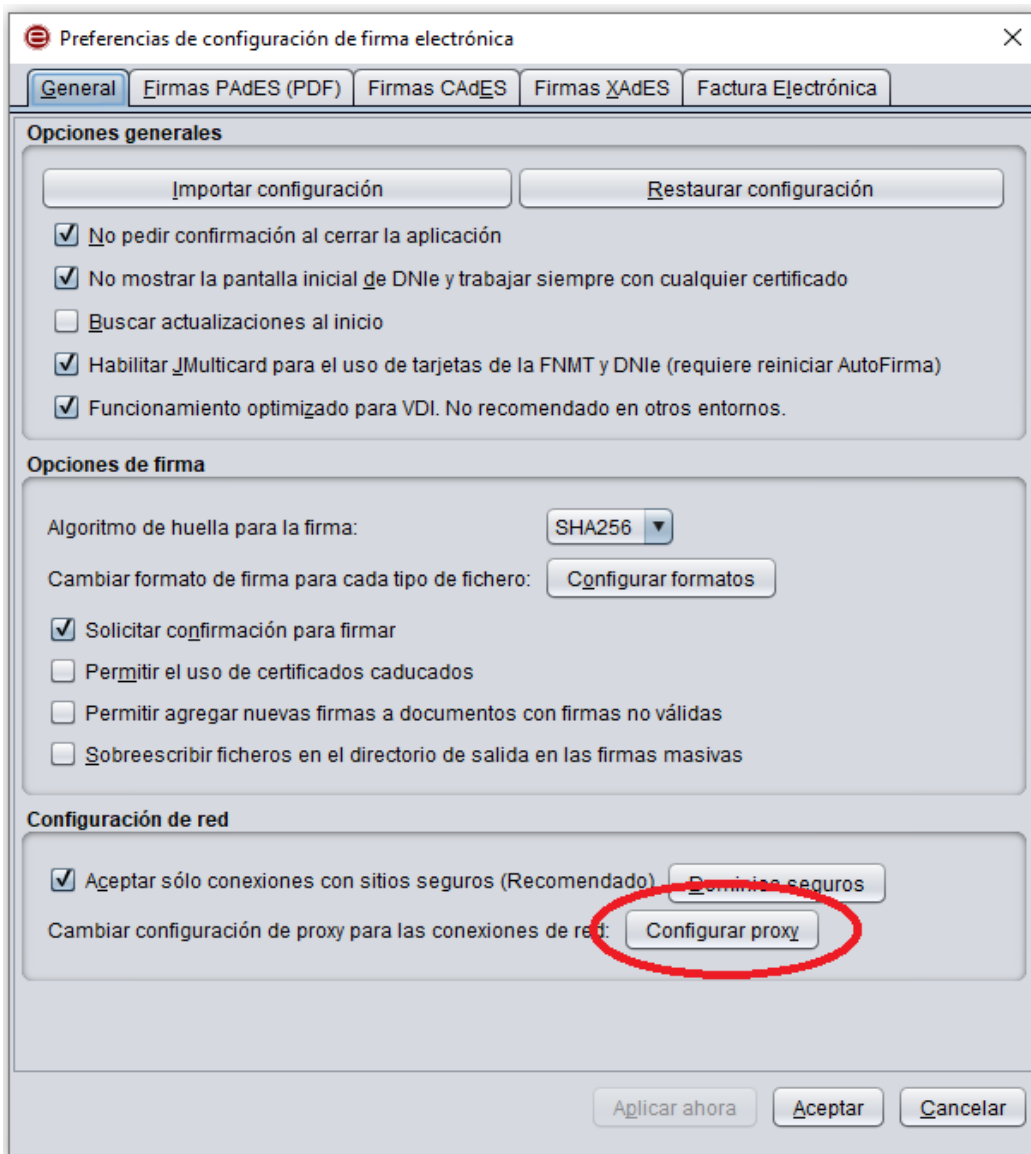 Preferencias de configuración de firma electrónica
General Firmas PAdES (PDF) Firmas CAdES Firmas XAdES Factura Electrónica
Opciones generales
Importar configuración Restaurar configuración
No pedir confirmación al cerrar la aplicación
No mostrar la pantalla inicial de DNIe y trabajar siempre con cualquier certificado
Buscar actualizaciones al inicio
Habilitar JMulticard para el uso de tarjetas de la FNMT y DNIe (requiere reiniciar AutoFirma)
Funcionamiento optimizado para VDI. No recomendado en otros entornos.
Opciones de firma
Algoritmo de huella para la firma: SHA256
Cambiar formato de firma para cada tipo de fichero: Configurar formatos
Solicitar confirmación para firmar
Permitir el uso de certificados caducados
Permitir agregar nuevas firmas a documentos con firmas no válidas
Sobreescribir ficheros en el directorio de salida en las firmas masivas
Configuración de red
Aceptar sólo conexiones con sitios seguros (Recomendado) Dominios seguros
Cambiar configuración de proxy para las conexiones de red: Configurar proxy
Aplicar ahora Aceptar Cancelar